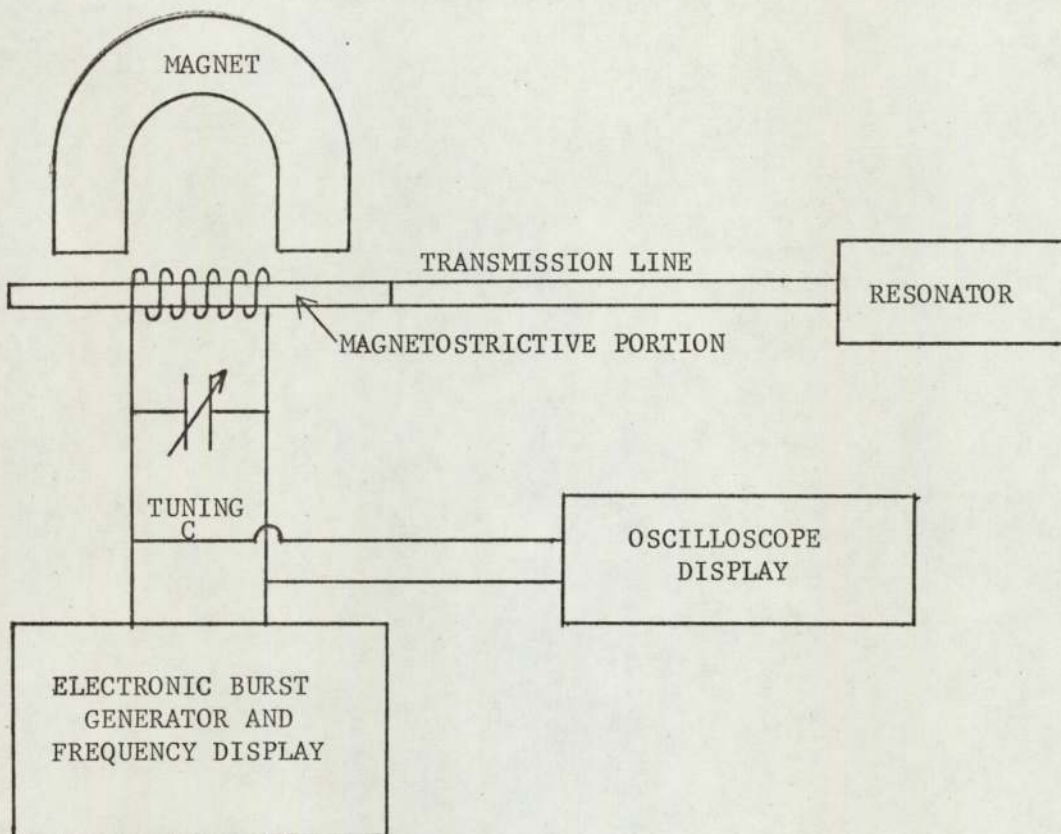 MAGNET
TRANSMISSION LINE
RESONATOR
MAGNETOSTRICTIVE PORTION
TUNING
C
OSCILLOSCOPE
DISPLAY
ELECTRONIC BURST
GENERATOR AND
FREQUENCY DISPLAY